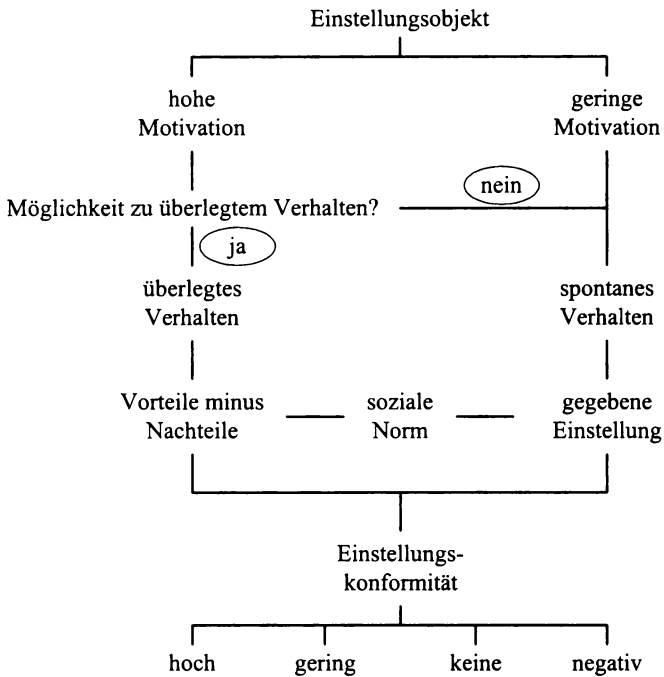 Einstellungsobjekt
hohe
Motivation
geringe
Motivation
nein
Möglichkeit zu überlegtem Verhalten?
ja
überlegtes
Verhalten
spontanes
Verhalten
Vorteile minus
Nachteile
soziale
Norm
gegebene
Einstellung
Einstellungs-
konformität
hoch
gering
keine
negativ